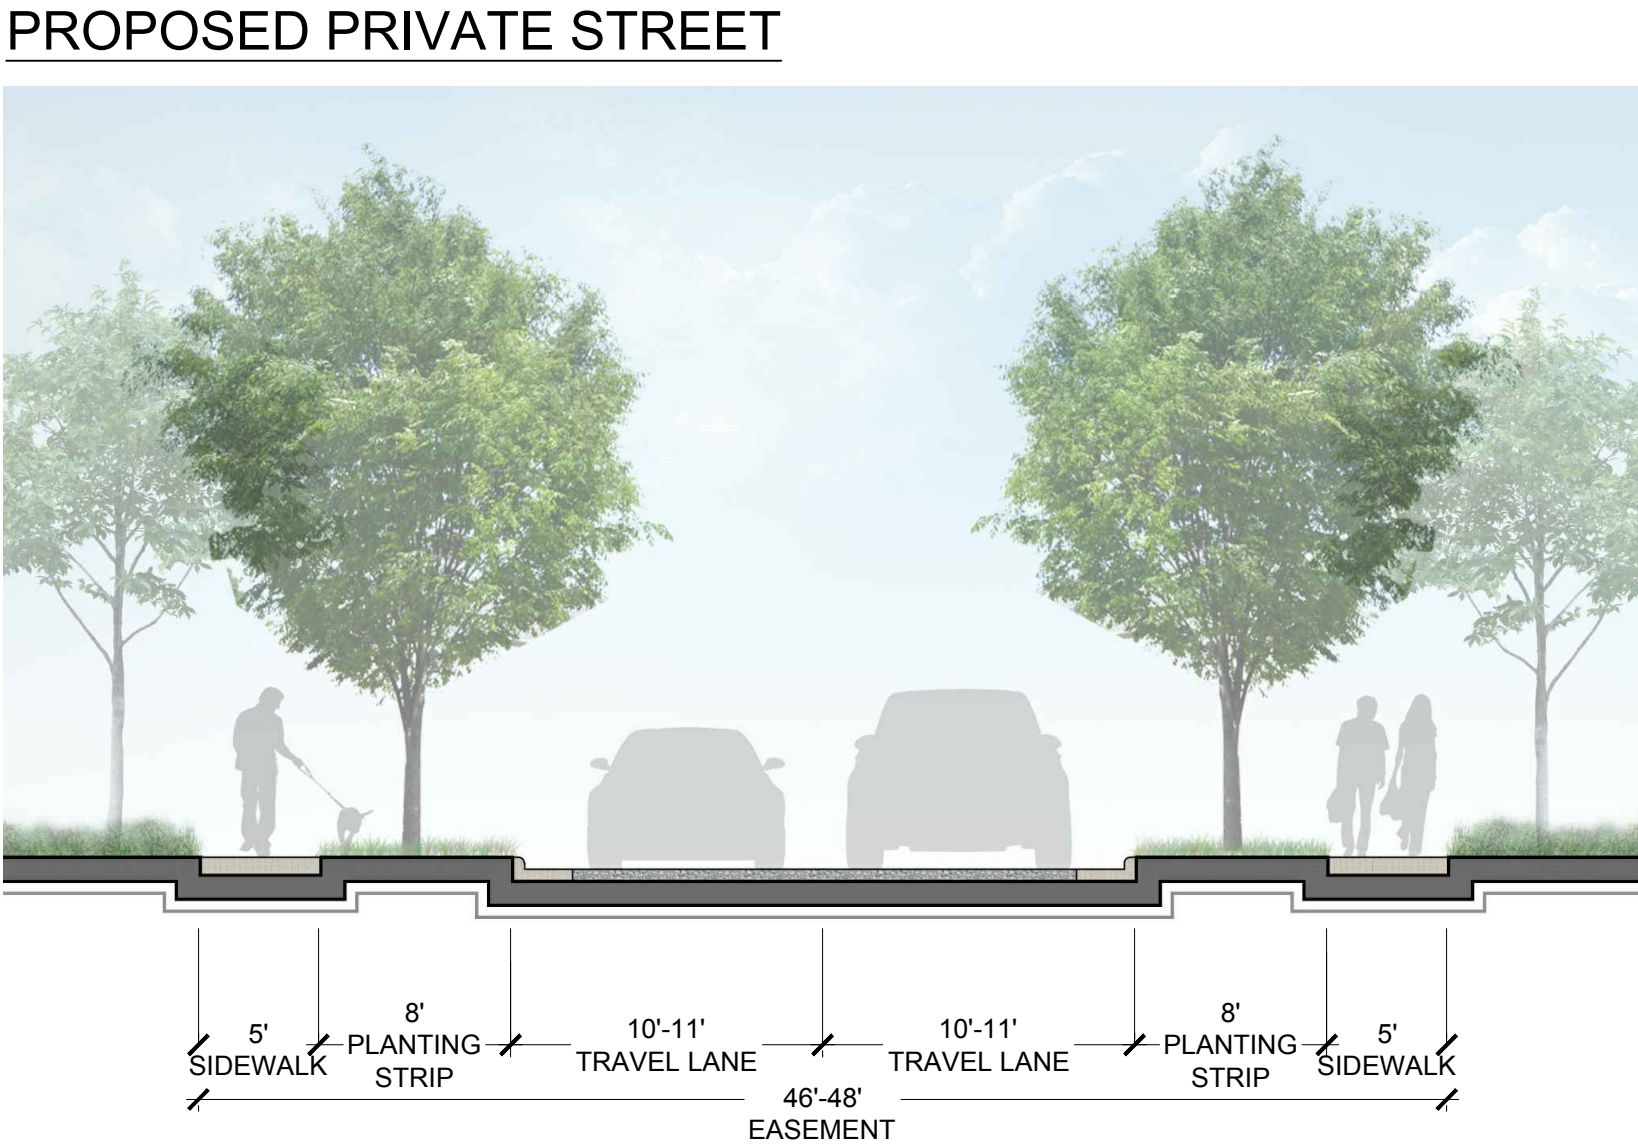 PROPOSED PRIVATE STREET
5'
SIDEWALK
8'
PLANTING
STRIP
10'-11'
TRAVEL LANE
10'-11'
TRAVEL LANE
8'
PLANTING
STRIP
5'
SIDEWALK
46'-48'
EASEMENT